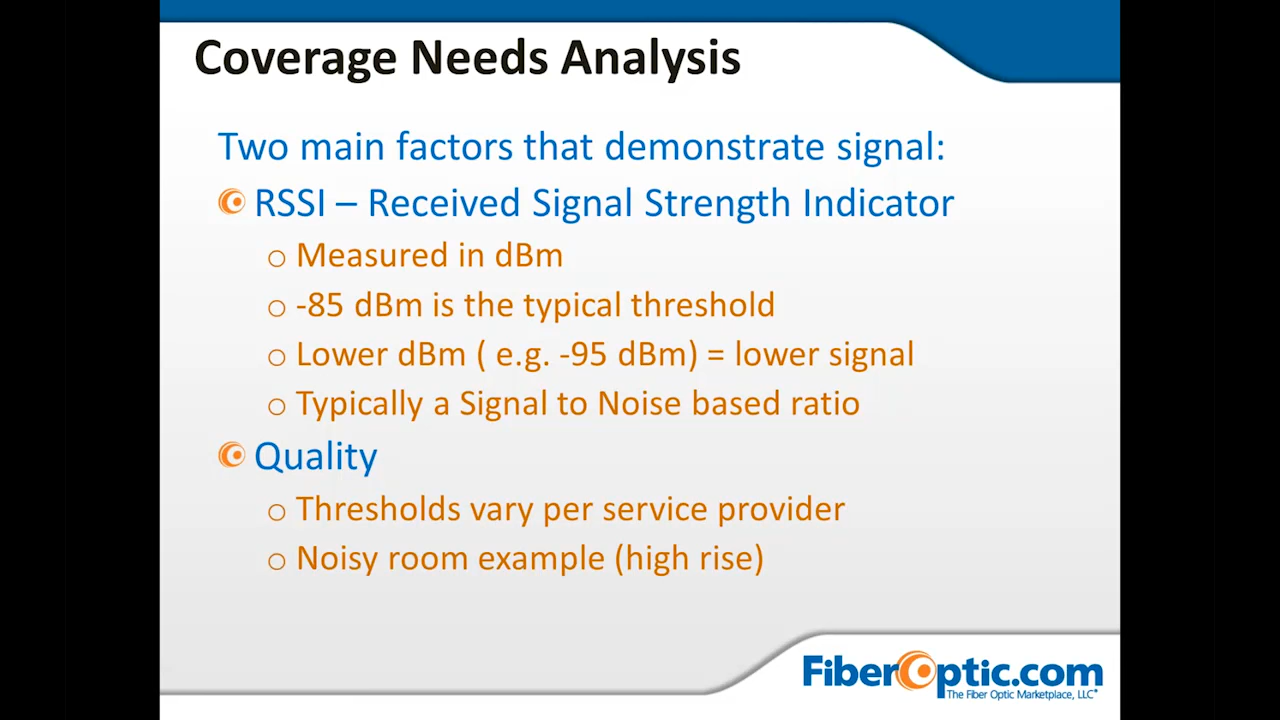 Coverage Needs Analysis
Two main factors that demonstrate signal:
RSSI – Received Signal Strength Indicator
Measured in dBm
-85 dBm is the typical threshold
Lower dBm ( e.g. -95 dBm) = lower signal
Typically a Signal to Noise based ratio
Quality
Thresholds vary per service provider
Noisy room example (high rise)
FiberOptic.com
The Fiber Optic Marketplace, LLC